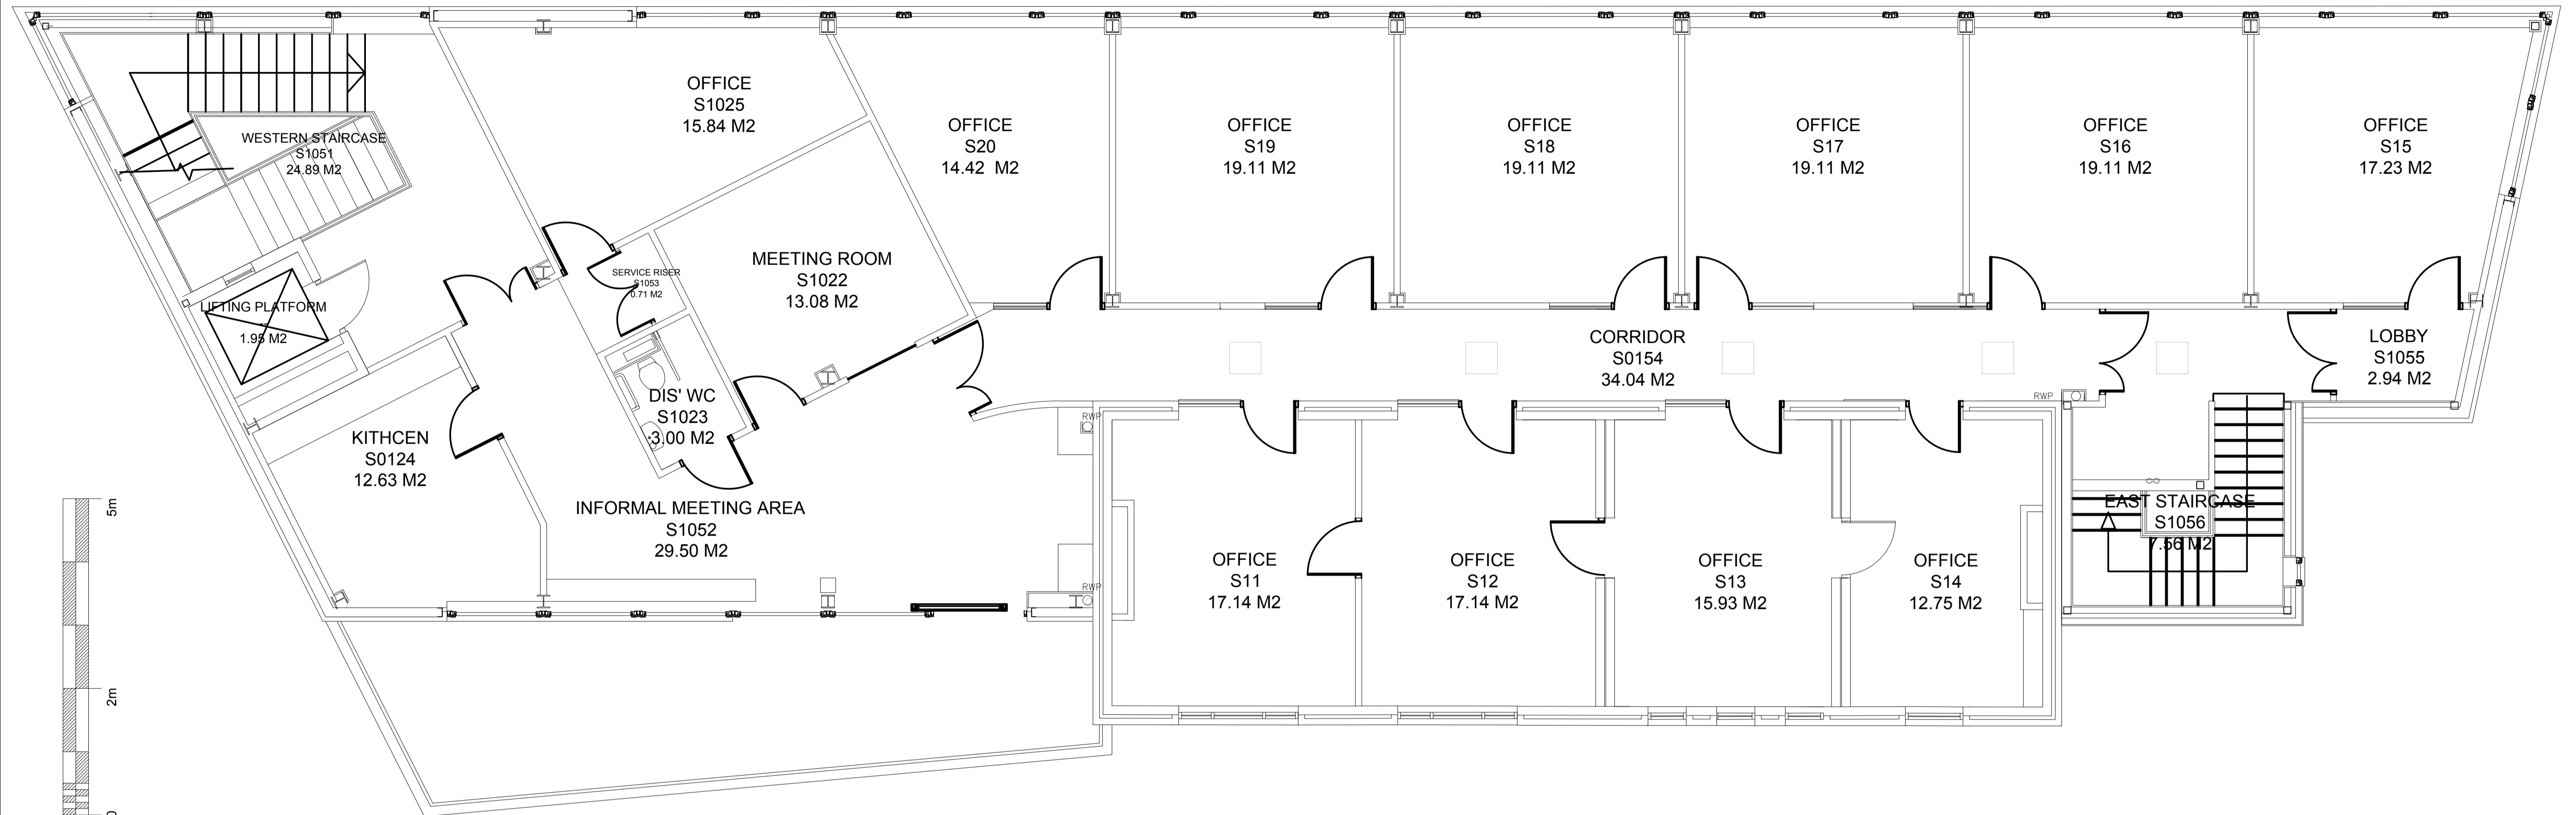 OFFICE
S1025
15.84 M2
WESTERN STAIRCASE
S1051
24.89 M2
OFFICE
S20
14.42 M2
OFFICE
S19
19.11 M2
OFFICE
S18
19.11 M2
OFFICE
S17
19.11 M2
OFFICE
S16
19.11 M2
OFFICE
S15
17.23 M2
SERVICE RISER
S1053
0.71 M2
MEETING ROOM
S1022
13.08 M2
LIFTING PLATFORM
--
1.95 M2
CORRIDOR
S0154
34.04 M2
LOBBY
S1055
2.94 M2
DIS' WC
S1023
3.00 M2
KITHCEN
S0124
12.63 M2
RWP
RWP
INFORMAL MEETING AREA
S1052
29.50 M2
RWP
EAST STAIRCASE
S1056
7.56 M2
OFFICE
S11
17.14 M2
OFFICE
S12
17.14 M2
OFFICE
S13
15.93 M2
OFFICE
S14
12.75 M2
5m
2m
0